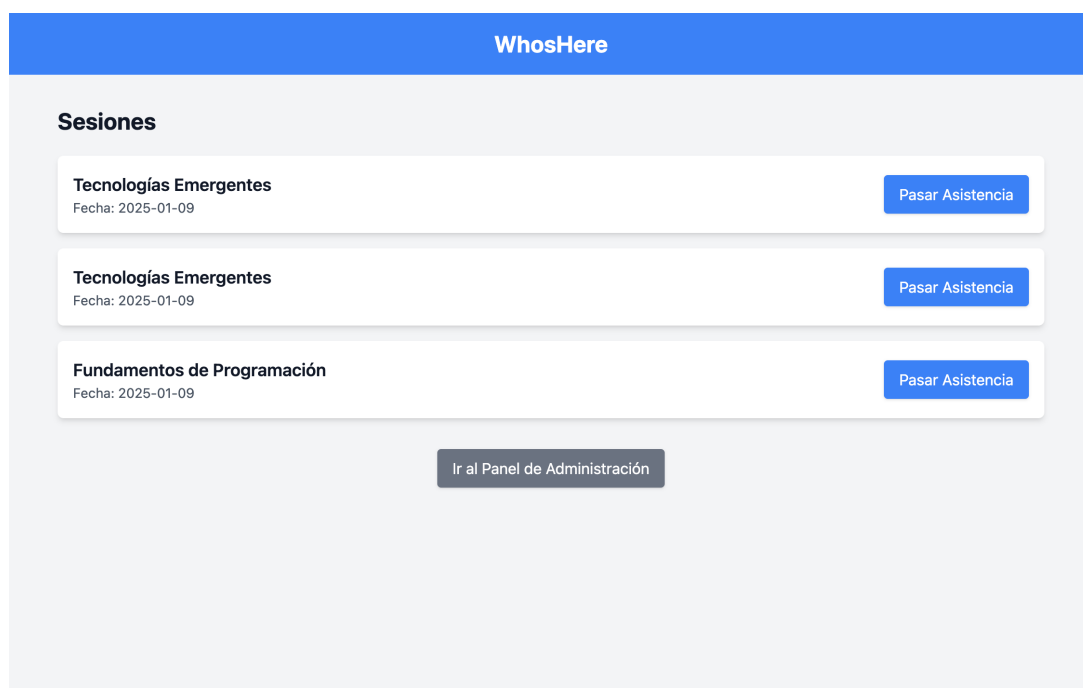 WhosHere
Sesiones
Tecnologías Emergentes
Fecha: 2025-01-09
Pasar Asistencia
Tecnologías Emergentes
Fecha: 2025-01-09
Pasar Asistencia
Fundamentos de Programación
Fecha: 2025-01-09
Pasar Asistencia
Ir al Panel de Administración